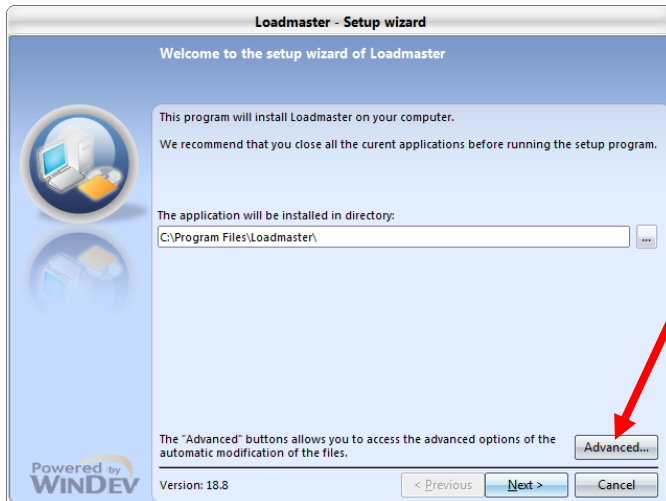 Loadmaster - Setup wizard
Welcome to the setup wizard of Loadmaster
This program will install Loadmaster on your computer.
We recommend that you close all the curent applications before running the setup program.
The application will be installed in directory:
C:\Program Files\Loadmaster\
...
The "Advanced" buttons allows you to access the advanced options of the
automatic modification of the files.
Advanced...
Powered by
WINDEV
Version: 18.8
< Previous
Next >
Cancel